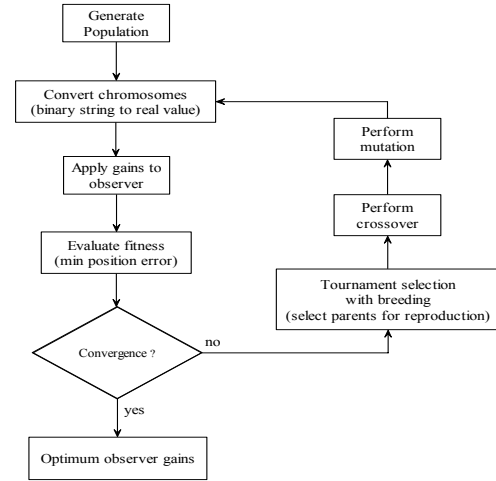 Generate
Population
Convert chromosomes
(binary string to real value)
Apply gains to
observer
Evaluate fitness
(min position error)
Convergence ?
no
yes
Optimum observer gains
Tournament selection
with breeding
(select parents for reproduction)
Perform
crossover
Perform
mutation